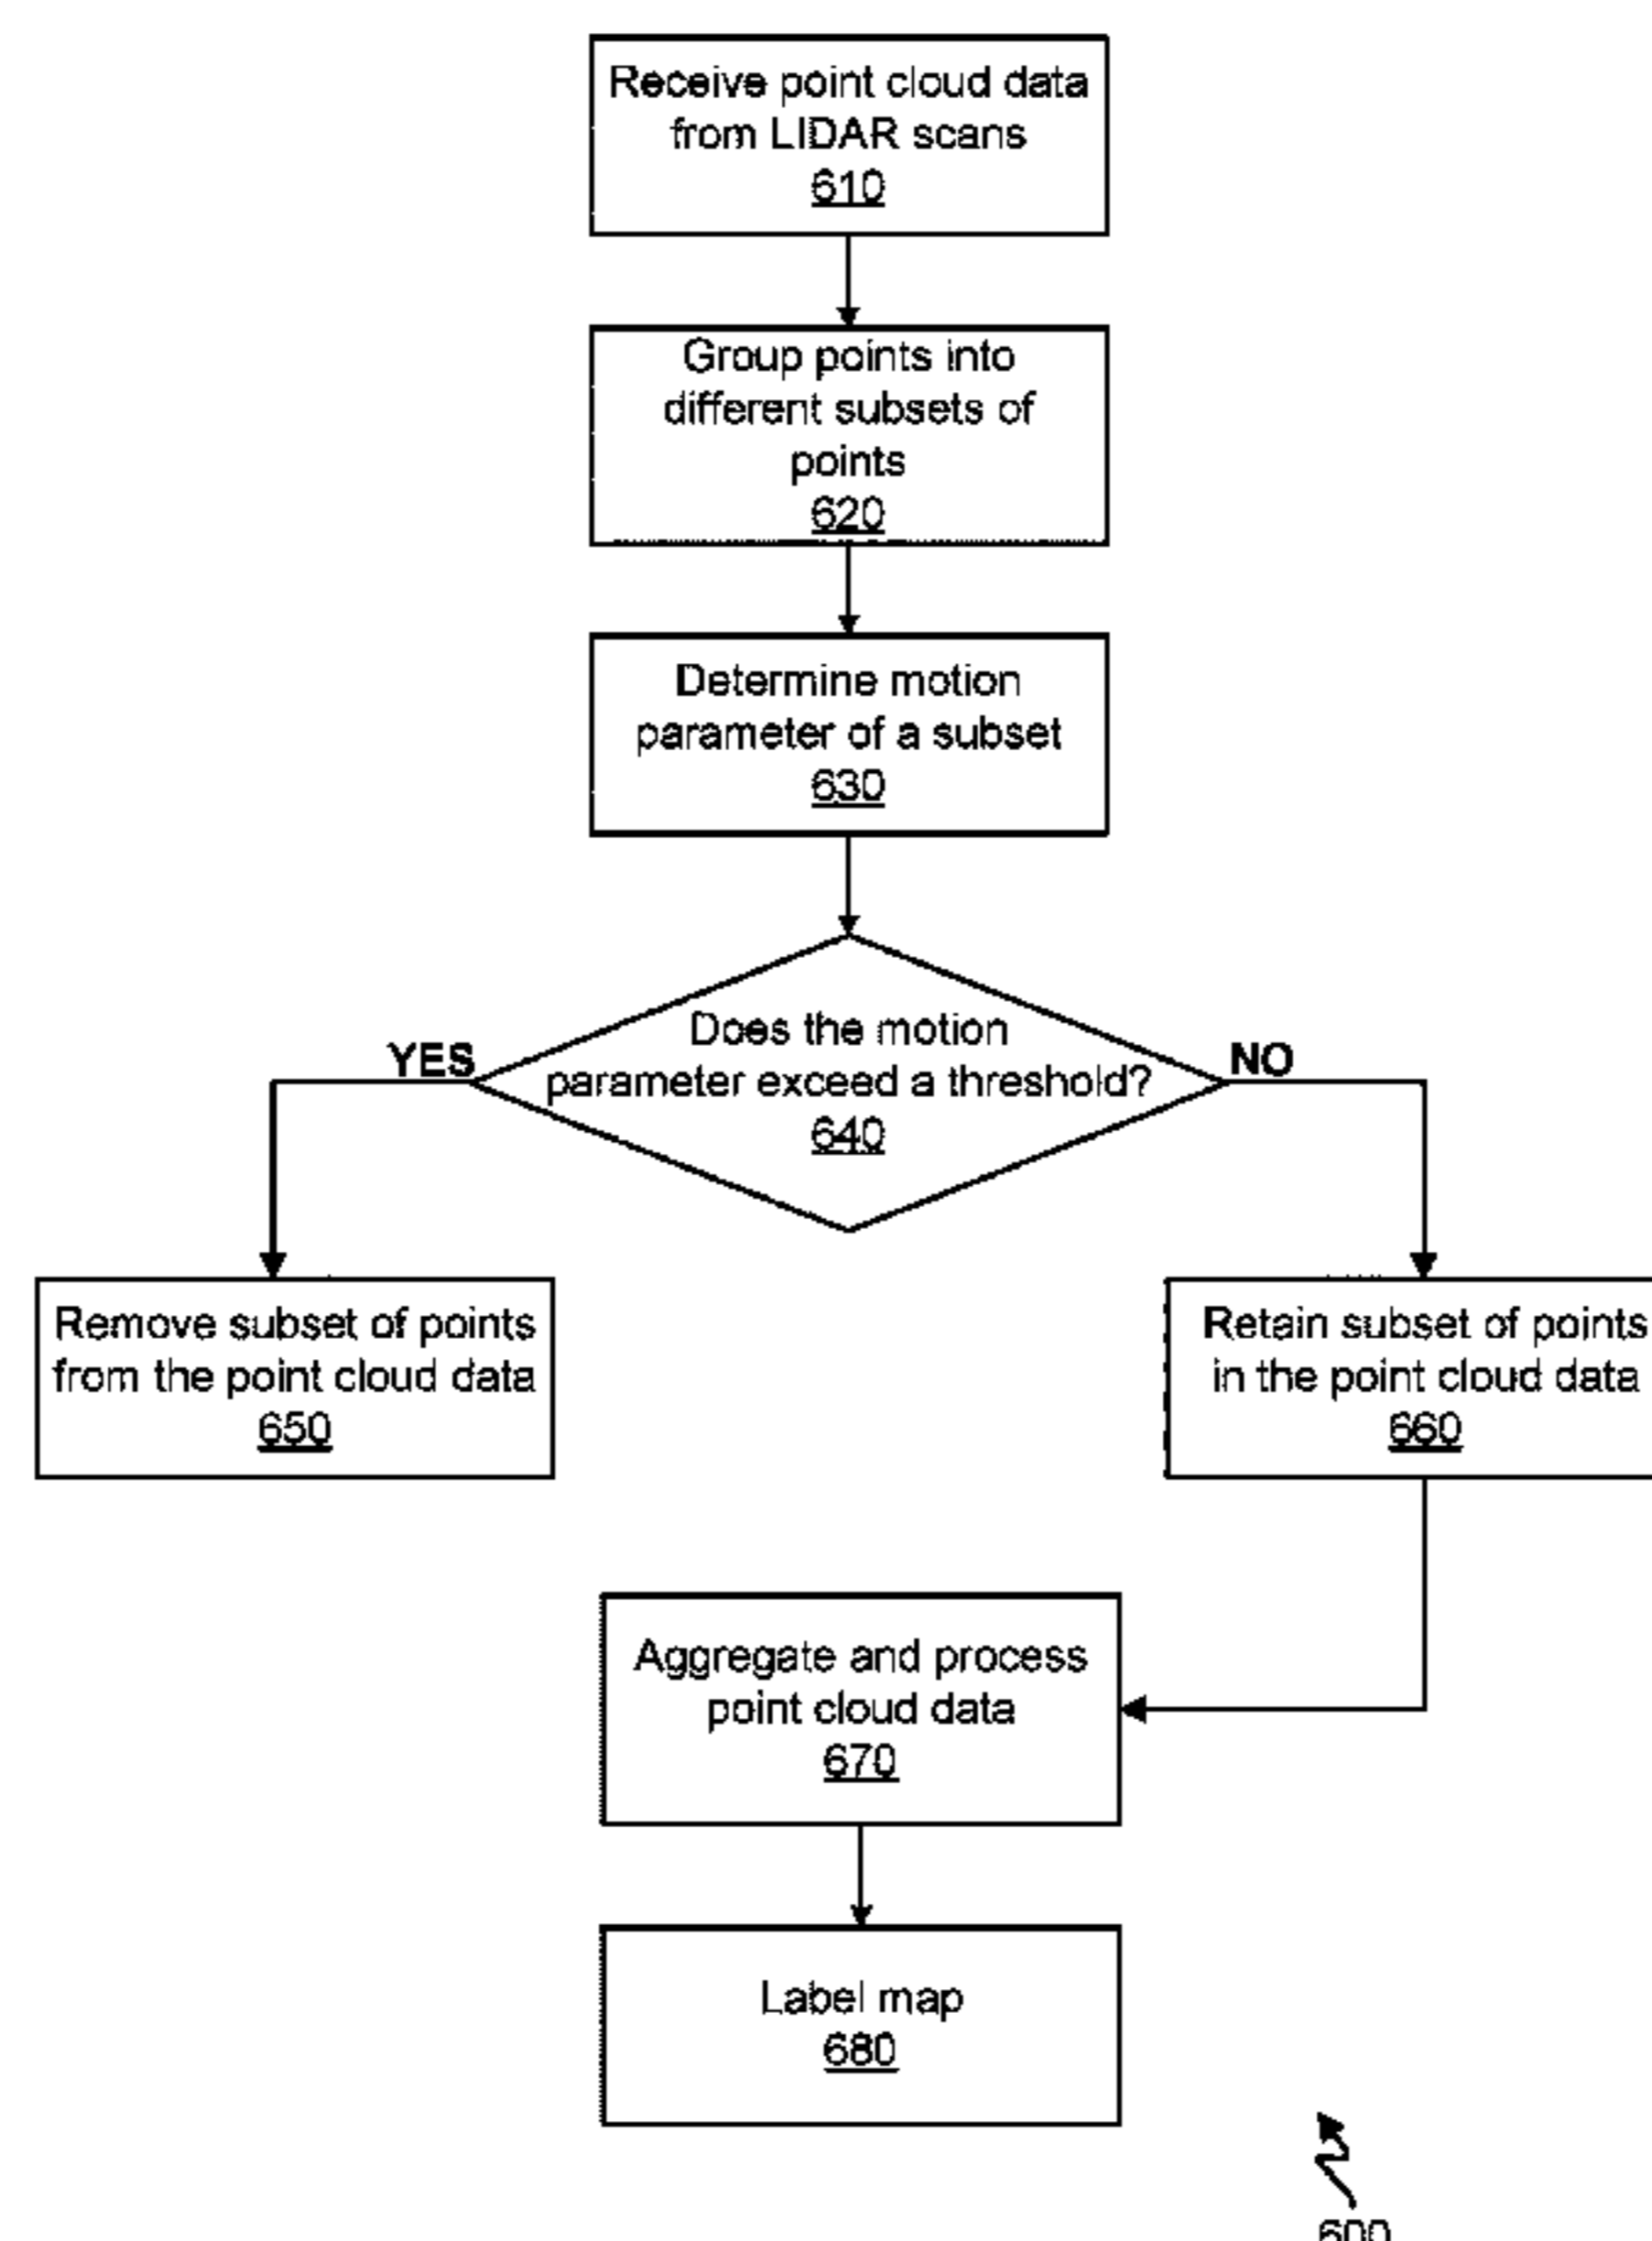 Receive point cloud data
from LIDAR scans
610
Group points into
different subsets of
points
620
Determine motion
parameter of a subset
630
Does the motion
parameter exceed a threshold?
640
YES
NO
Remove subset of points
from the point cloud data
650
Retain subset of points
in the point cloud data
660
Aggregate and process
point cloud data
670
Label map
680
600